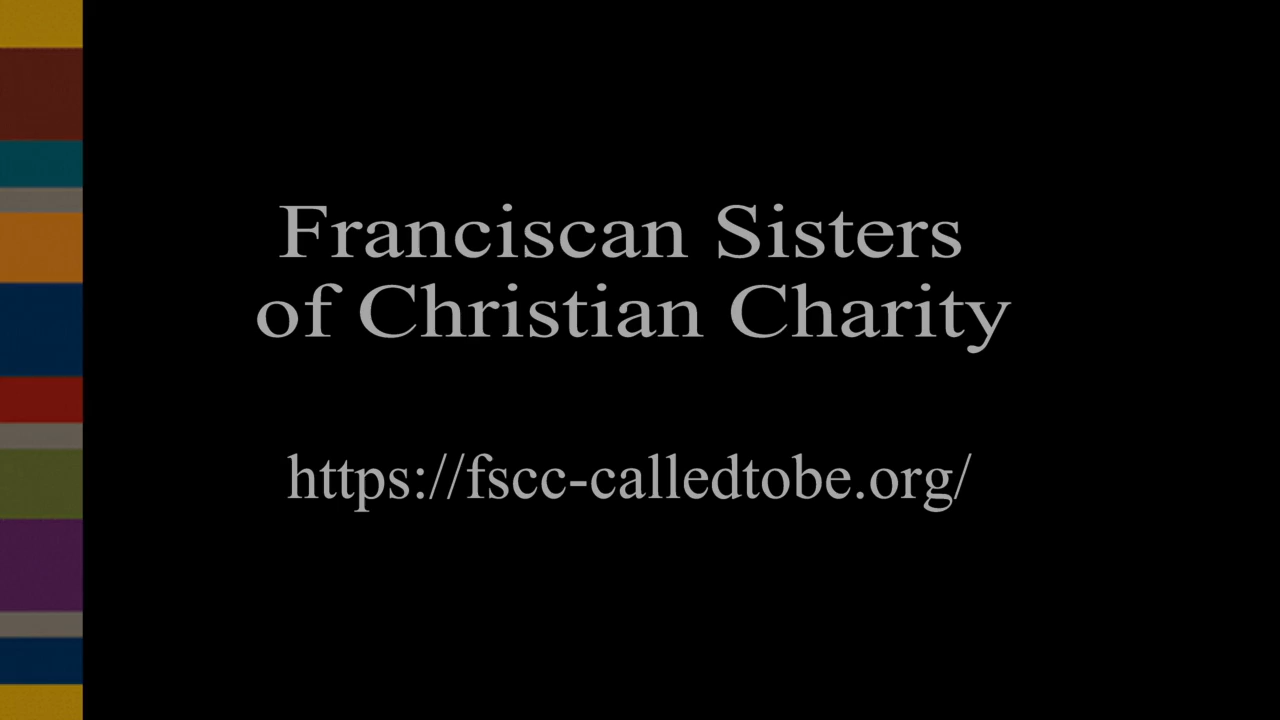 Franciscan Sisters
of Christian Charity
https://fscc-calledtobe.org/